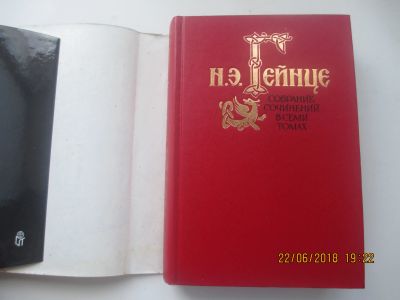 Н.Э. ГЕЙНЦЕ
СОБРАНИЕ
СОЧИНЕНИЙ
В СЕМИ
ТОМАХ
22/06/2018 19:22